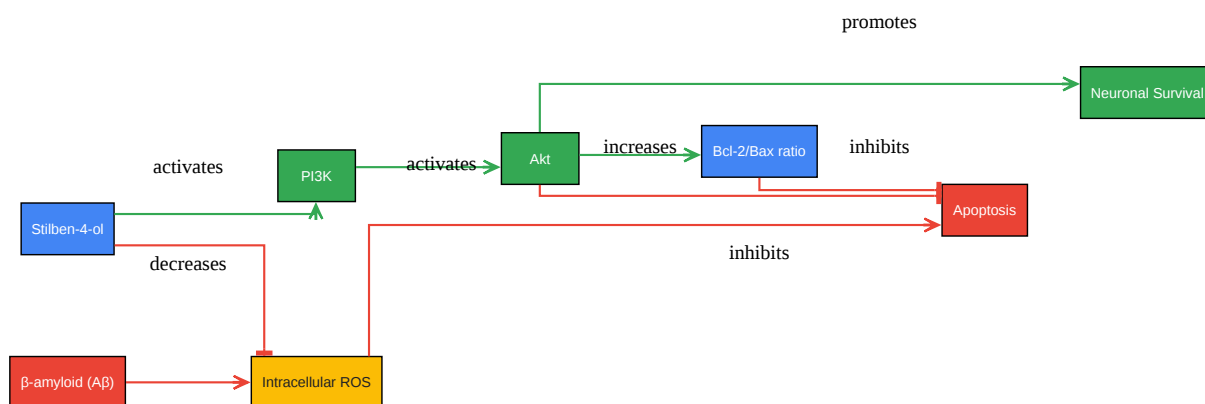 promotes
Neuronal Survival
Akt
increases
Bcl-2/Bax ratio
inhibits
activates
activates
PI3K
Stilben-4-ol
Apoptosis
decreases
inhibits
β-amyloid (Aβ)
Intracellular ROS